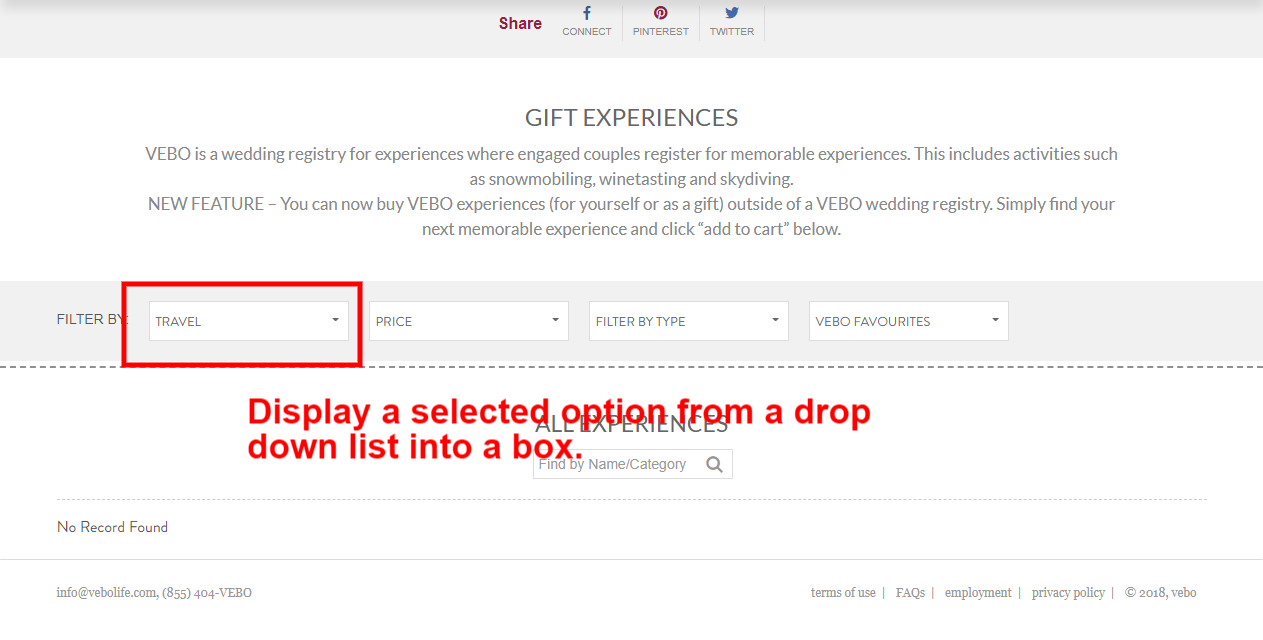 Share
CONNECT
PINTEREST
TWITTER
GIFT EXPERIENCES
VEBO is a wedding registry for experiences where engaged couples register for memorable experiences. This includes activities such
as snowmobiling, winetasting and skydiving.
NEW FEATURE – You can now buy VEBO experiences (for yourself or as a gift) outside of a VEBO wedding registry. Simply find your
next memorable experience and click “add to cart” below.
FILTER BY:
TRAVEL
PRICE
FILTER BY TYPE
VEBO FAVOURITES
Display a selected option from a drop
down list into a box.
ALL EXPERIENCES
Find by Name/Category
No Record Found
info@vebolife.com, (855) 404-VEBO
terms of use | FAQs | employment | privacy policy | © 2018, vebo